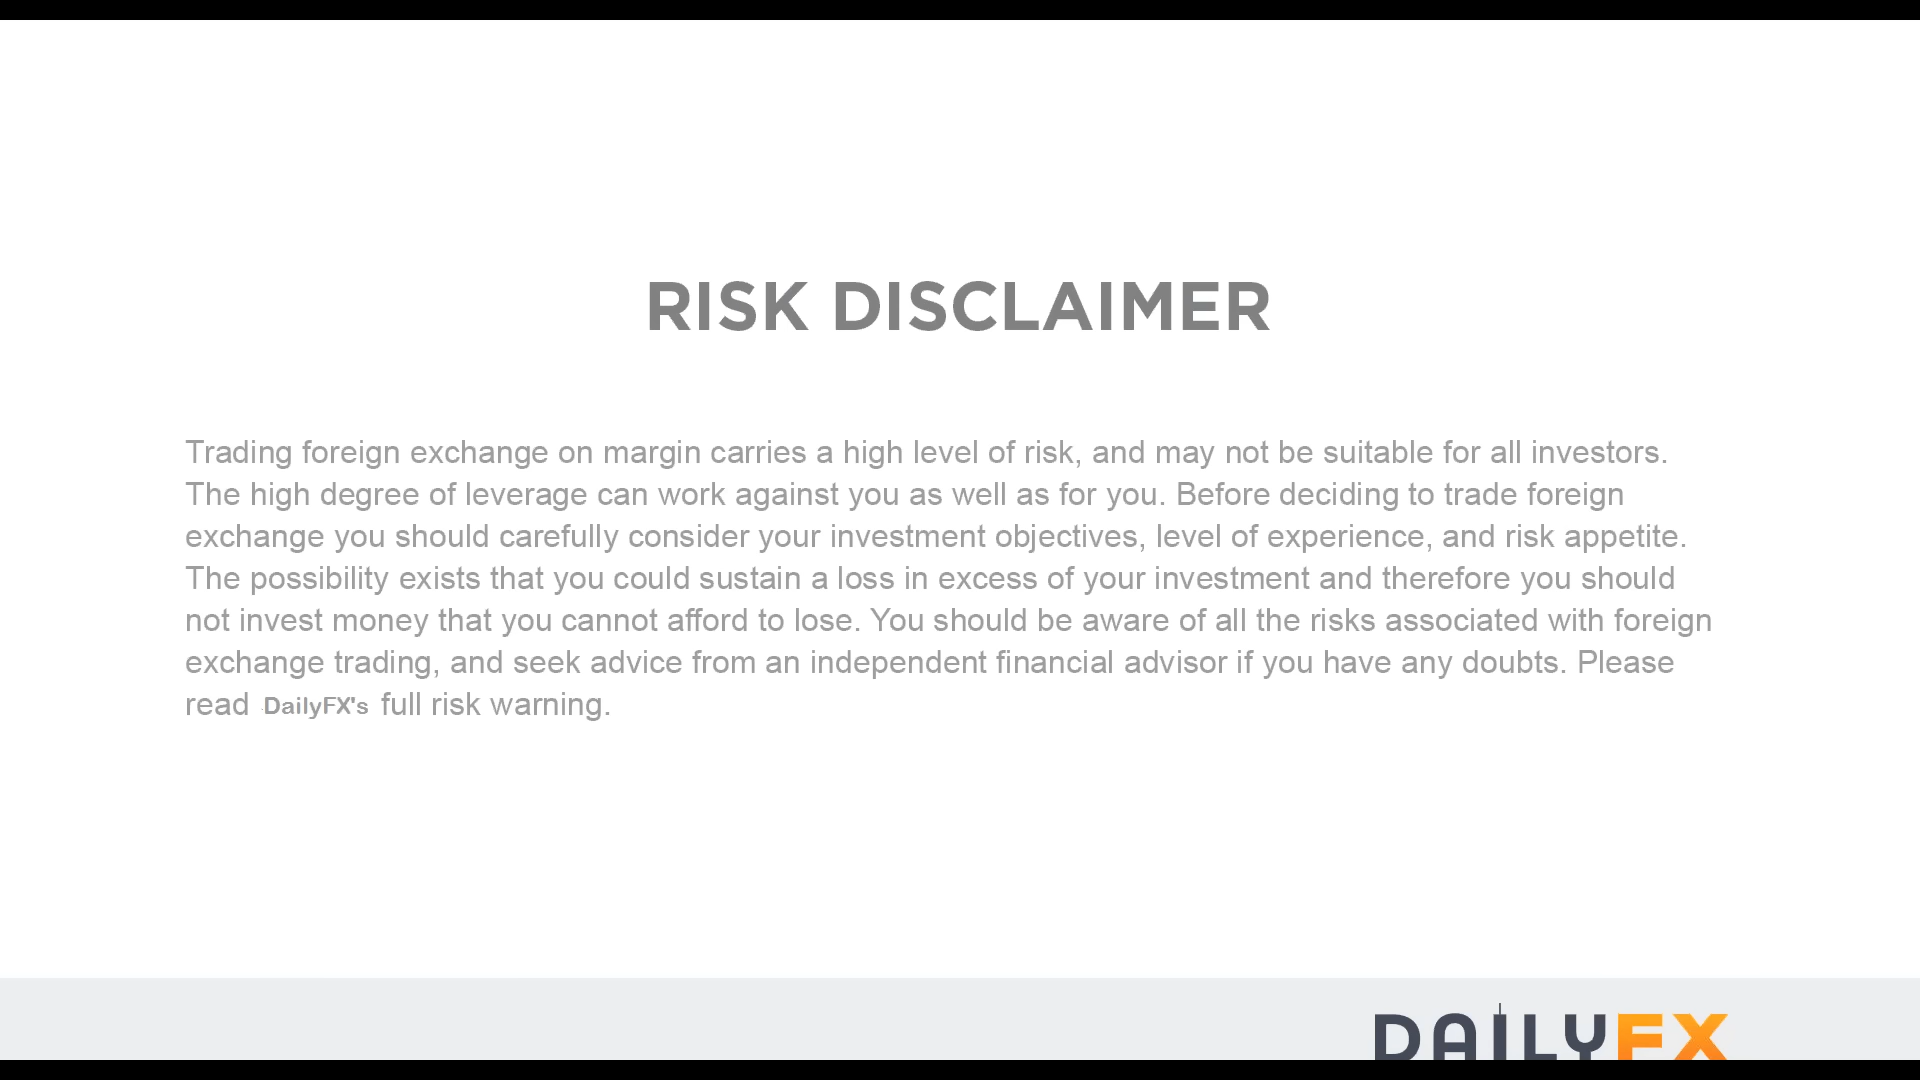 RISK DISCLAIMER
Trading foreign exchange on margin carries a high level of risk, and may not be suitable for all investors.
The high degree of leverage can work against you as well as for you. Before deciding to trade foreign
exchange you should carefully consider your investment objectives, level of experience, and risk appetite.
The possibility exists that you could sustain a loss in excess of your investment and therefore you should
not invest money that you cannot afford to lose. You should be aware of all the risks associated with foreign
exchange trading, and seek advice from an independent financial advisor if you have any doubts. Please
read DailyFX's full risk warning.
DAILYFX